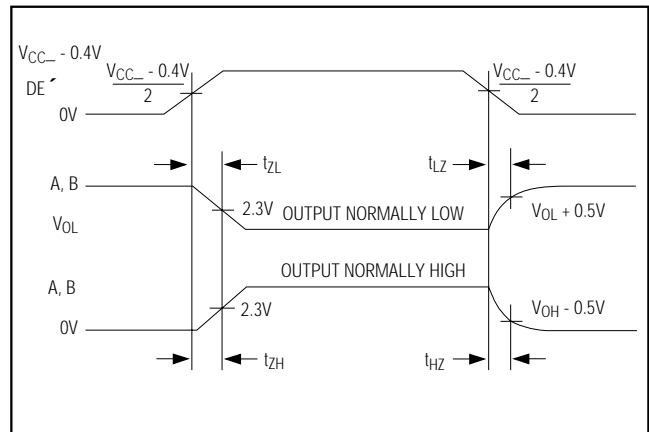 VCC_ - 0.4V
DE´
0V
VCC_ - 0.4V
2
VCC_ - 0.4V
2
tZL
tLZ
A, B
VOL
2.3V
OUTPUT NORMALLY LOW
VOL + 0.5V
OUTPUT NORMALLY HIGH
A, B
0V
2.3V
VOH - 0.5V
tZH
tHZ